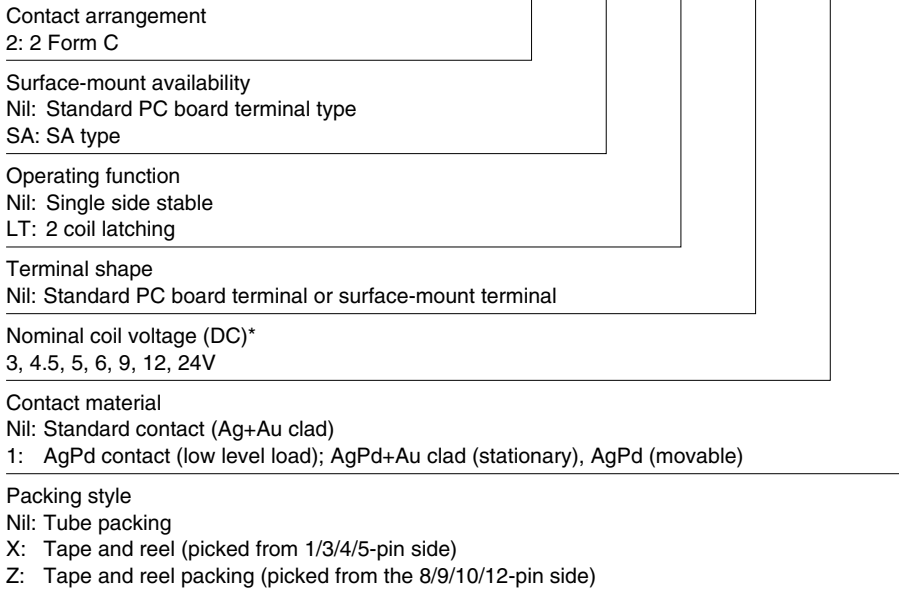 Contact arrangement
2: 2 Form C
Surface-mount availability
Nil: Standard PC board terminal type
SA: SA type
Operating function
Nil: Single side stable
LT: 2 coil latching
Terminal shape
Nil: Standard PC board terminal or surface-mount terminal
Nominal coil voltage (DC)*
3, 4.5, 5, 6, 9, 12, 24V
Contact material
Nil: Standard contact (Ag+Au clad)
1: AgPd contact (low level load); AgPd+Au clad (stationary), AgPd (movable)
Packing style
Nil: Tube packing
X: Tape and reel (picked from 1/3/4/5-pin side)
Z: Tape and reel packing (picked from the 8/9/10/12-pin side)